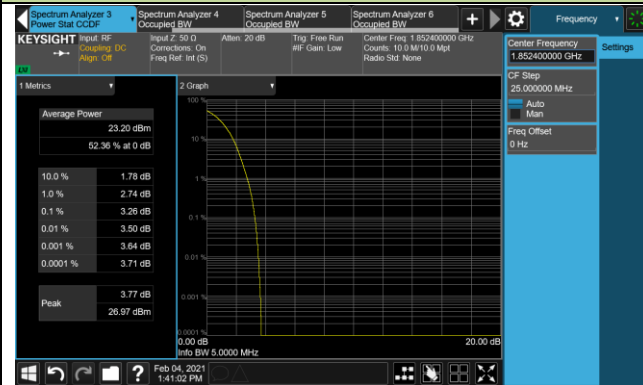 Spectrum Analyzer 3
Power Stat CCDF
Spectrum Analyzer 4
Occupied BW
Spectrum Analyzer 5
Occupied BW
Spectrum Analyzer 6
Occupied BW
+
Frequency
KEYSIGHT
Input: RF
Coupling: DC
Align: Off
Input Z: 50 Ω
Corrections: On
Freq Ref: Int (S)
Atten: 20 dB
Trig: Free Run
#IF Gain: Low
Center Freq: 1.852400000 GHz
Counts: 10.0 M/10.0 Mpt
Radio Std: None
LXI
Center Frequency
1.852400000 GHz
Settings
CF Step
25.000000 MHz
Auto
Man
Freq Offset
0 Hz
1 Metrics
2 Graph
Average Power
23.20 dBm
52.36 % at 0 dB
10.0 % 1.78 dB
1.0 % 2.74 dB
0.1 % 3.26 dB
0.01 % 3.50 dB
0.001 % 3.64 dB
0.0001 % 3.71 dB
Peak
3.77 dB
26.97 dBm
100 %
10 %
1 %
0.1 %
0.01 %
0.001 %
0.0001 %
0.00 dB 20.00 dB
Info BW 5.0000 MHz
?
Feb 04, 2021
1:41:02 PM